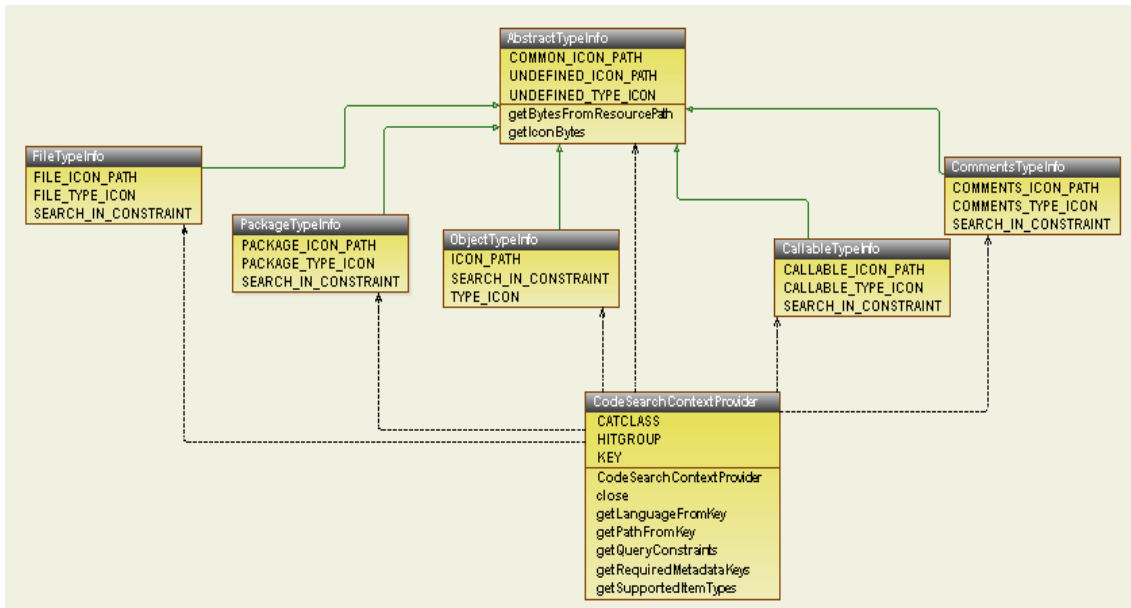 AbstractTypeInfo
COMMON_ICON_PATH
UNDEFINED_ICON_PATH
UNDEFINED_TYPE_ICON
getBytesFromResourcePath
getIconBytes
FileTypeInfo
FILE_ICON_PATH
FILE_TYPE_ICON
SEARCH_IN_CONSTRAINT
PackageTypeInfo
PACKAGE_ICON_PATH
PACKAGE_TYPE_ICON
SEARCH_IN_CONSTRAINT
ObjectTypeInfo
ICON_PATH
SEARCH_IN_CONSTRAINT
TYPE_ICON
CallableTypeInfo
CALLABLE_ICON_PATH
CALLABLE_TYPE_ICON
SEARCH_IN_CONSTRAINT
CommentsTypeInfo
COMMENTS_ICON_PATH
COMMENTS_TYPE_ICON
SEARCH_IN_CONSTRAINT
CodeSearchContextProvider
CATCLASS
HITGROUP
KEY
CodeSearchContextProvider
close
getLanguageFromKey
getPathFromKey
getQueryConstraints
getRequiredMetadataKeys
getSupportedItemTypes